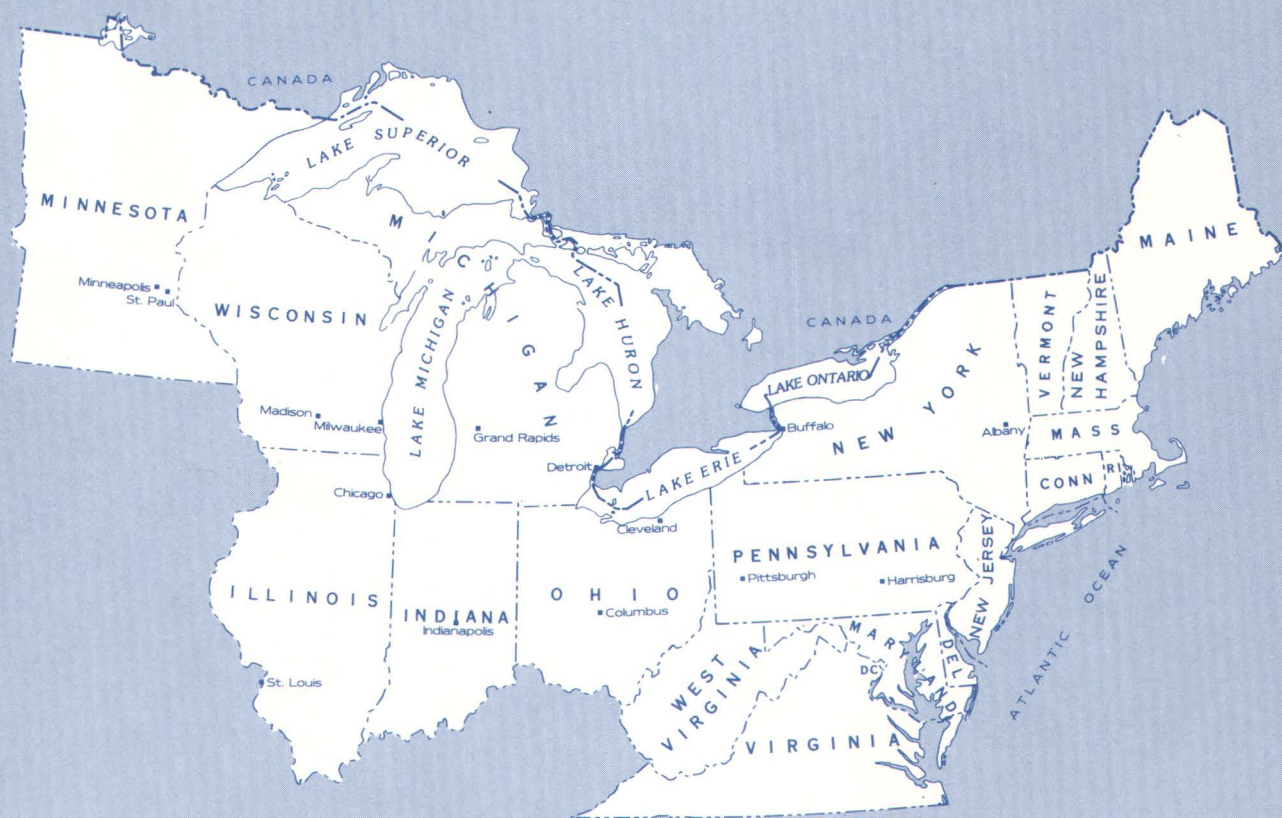 CANADA
LAKE SUPERIOR
MINNESOTA
MICHIGAN
MAINE
Minneapolis
St. Paul
WISCONSIN
LAKE MICHIGAN
LAKE HURON
CANADA
VERMONT
NEW
HAMPSHIRE
LAKE ONTARIO
NEW YORK
Madison
Milwaukee
Grand Rapids
Buffalo
Albany
MASS
Detroit
LAKE ERIE
CONN
RI
Chicago
Cleveland
PENNSYLVANIA
NEW JERSEY
Pittsburgh
Harrisburg
ATLANTIC OCEAN
ILLINOIS
INDIANA
Indianapolis
OHIO
Columbus
MARYLAND
DEL
DC
WEST
VIRGINIA
St. Louis
VIRGINIA